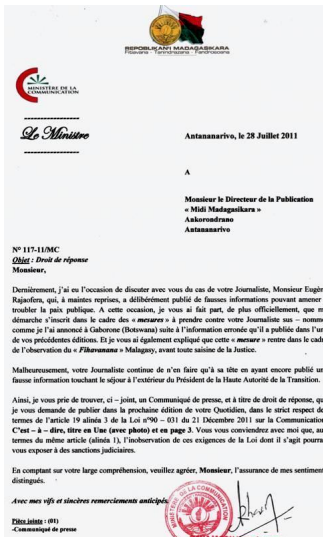 REPOBLIKAN'I MADAGASIKARA
Fitiavana - Tanindrazana - Fandrosoana
MINISTÈRE DE LA
COMMUNICATION
Le Ministre
Antananarivo, le 28 Juillet 2011
A
Monsieur le Directeur de la Publication
« Midi Madagasikara »
Ankorondrano
Antananarivo
N° 117-11/MC
Objet : Droit de réponse
Monsieur,
Dernièrement, j'ai eu l'occasion de discuter avec vous du cas de votre Journaliste, Monsieur Eugèn
Rajaofera, qui, à maintes reprises, a délibérément publié de fausses informations pouvant amener
troubler la paix publique. A cette occasion, je vous ai fait part, de plus officiellement, que m
démarche s'inscrit dans le cadre des « mesures » à prendre contre votre Journaliste sus – nommé
comme je l'ai annoncé à Gaborone (Botswana) suite à l'information erronée qu'il a publiée dans l'un
de vos précédentes éditions. Et je vous ai également expliqué que cette « mesure » rentre dans le cadr
de l'observation du « Fihavanana » Malagasy, avant toute saisine de la Justice.
Malheureusement, votre Journaliste continue de n'en faire qu'à sa tête en ayant encore publié un
fausse information touchant le séjour à l'extérieur du Président de la Haute Autorité de la Transition.
Ainsi, je vous prie de trouver, ci – joint, un Communiqué de presse, et à titre de droit de réponse, qu
je vous demande de publier dans la prochaine édition de votre Quotidien, dans le strict respect de
termes de l'article 19 alinéa 3 de la Loi n°90 – 031 du 21 Décembre 2011 sur la Communication
C'est – à – dire, titre en Une (avec photo) et en page 3. Vous vous conviendrez avec moi que, au
termes du même article (alinéa 1), l'inobservation de ces exigences de la Loi dont il s'agit pourra
vous exposer à des sanctions judiciaires.
En comptant sur votre large compréhension, veuillez agréer, Monsieur, l'assurance de mes sentiment
distingués.
Avec mes vifs et sincères remerciements anticipés.
Pièce jointe : (01)
-Communiqué de presse